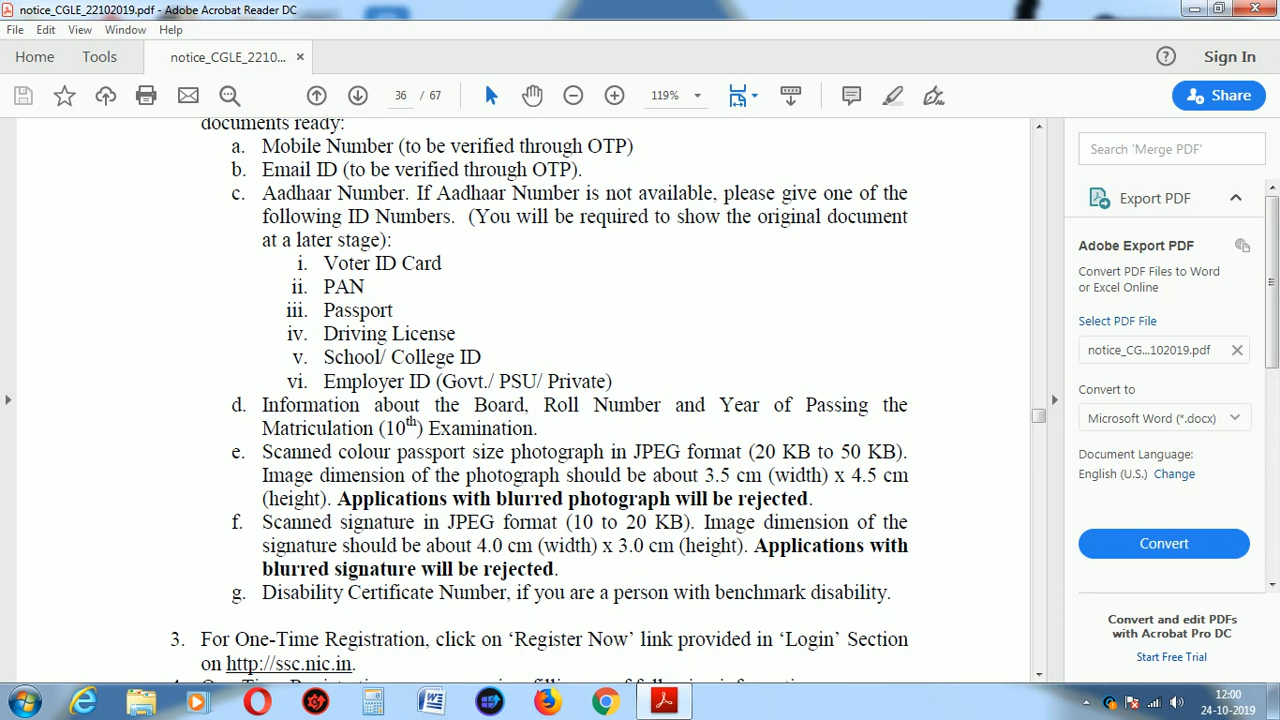 notice_CGLE_22102019.pdf - Adobe Acrobat Reader DC
File Edit View Window Help
Home Tools notice_CGLE_2210... × ? Sign In
36 / 67 119% Share
documents ready:
a. Mobile Number (to be verified through OTP)
b. Email ID (to be verified through OTP).
c. Aadhaar Number. If Aadhaar Number is not available, please give one of the
following ID Numbers. (You will be required to show the original document
at a later stage):
i. Voter ID Card
ii. PAN
iii. Passport
iv. Driving License
v. School/ College ID
vi. Employer ID (Govt./ PSU/ Private)
d. Information about the Board, Roll Number and Year of Passing the
Matriculation (10th) Examination.
e. Scanned colour passport size photograph in JPEG format (20 KB to 50 KB).
Image dimension of the photograph should be about 3.5 cm (width) x 4.5 cm
(height). Applications with blurred photograph will be rejected.
f. Scanned signature in JPEG format (10 to 20 KB). Image dimension of the
signature should be about 4.0 cm (width) x 3.0 cm (height). Applications with
blurred signature will be rejected.
g. Disability Certificate Number, if you are a person with benchmark disability.
3. For One-Time Registration, click on ‘Register Now’ link provided in ‘Login’ Section
on http://ssc.nic.in.
Search 'Merge PDF'
Export PDF
Adobe Export PDF
Convert PDF Files to Word
or Excel Online
Select PDF File
notice_CG...102019.pdf ×
Convert to
Microsoft Word (*.docx)
Document Language:
English (U.S.) Change
Convert
Convert and edit PDFs
with Acrobat Pro DC
Start Free Trial
12:00
24-10-2019